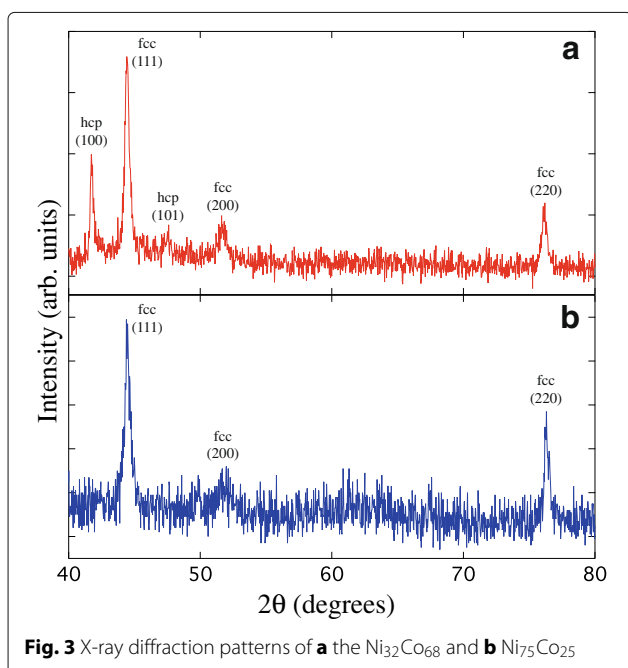 a
fcc
(111)
hcp
(100)
hcp
(101)
fcc
(200)
fcc
(220)
Intensity (arb. units)
b
fcc
(111)
fcc
(200)
fcc
(220)
40 50 60 70 80
2θ (degrees)
Fig. 3 X-ray diffraction patterns of a the Ni32Co68 and b Ni75Co25